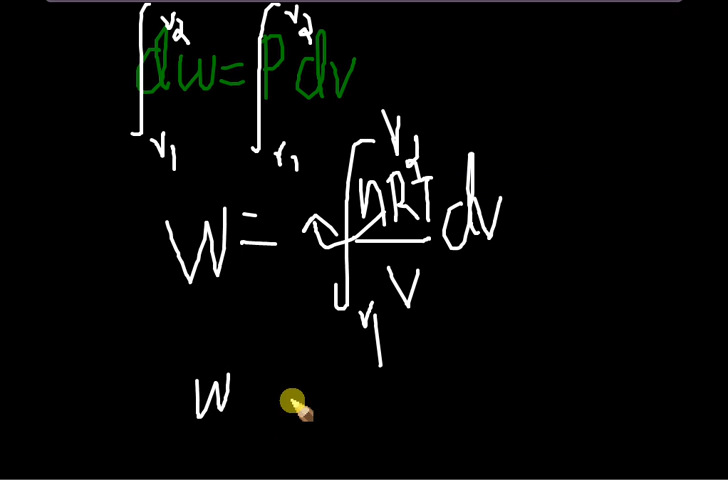 ∫_{v1}^{v2} dw = ∫_{v1}^{v2} P dv
W = ∫_{v1}^{v2} nRT/V dv
W